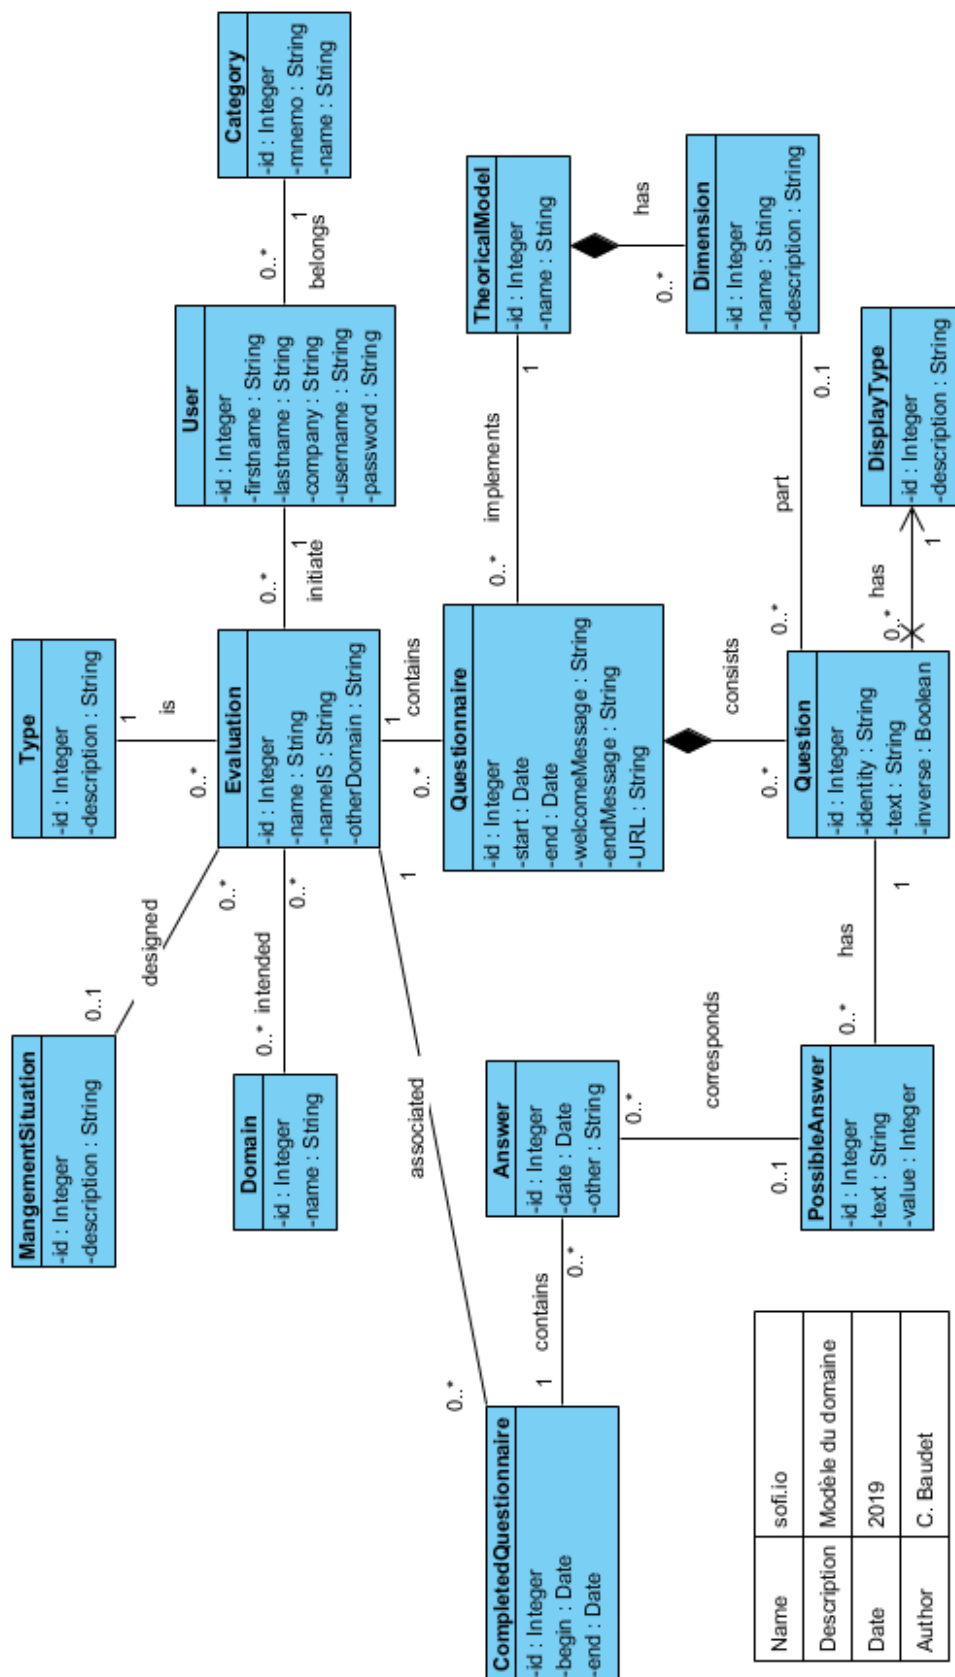 MangementSituation
-id : Integer
-description : String
0..1
designed
0..*
Type
-id : Integer
-description : String
1
is
0..*
Domain
-id : Integer
-name : String
0..*
intended
0..*
Evaluation
-id : Integer
-name : String
-nameIS : String
-otherDomain : String
0..*
1
initiate
User
-id : Integer
-firstname : String
-lastname : String
-company : String
-username : String
-password : String
0..*
1
belongs
Category
-id : Integer
-mnemo : String
-name : String
1
associated
0..*
1
contains
0..*
CompletedQuestionnaire
-id : Integer
-begin : Date
-end : Date
1
contains
0..*
Answer
-id : Integer
-date : Date
-other : String
Questionnaire
-id : Integer
-start : Date
-end : Date
-welcomeMessage : String
-endMessage : String
-URL : String
0..*
implements
1
TheoricalModel
-id : Integer
-name : String
0..*
corresponds
0..1
consists
0..*
has
0..*
PossibleAnswer
-id : Integer
-text : String
-value : Integer
0..*
has
1
Question
-id : Integer
-identity : String
-text : String
-inverse : Boolean
0..*
part
0..1
Dimension
-id : Integer
-name : String
-description : String
0..*
has
1
DisplayType
-id : Integer
-description : String
Name sofi.io
Description Modèle du domaine
Date 2019
Author C. Baudet